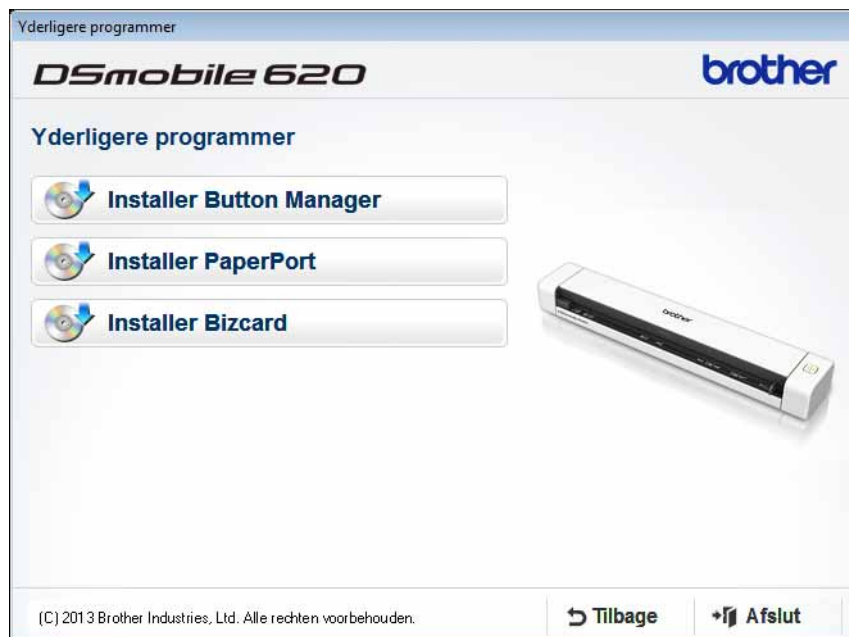 Yderligere programmer
DSmobile 620
brother
Yderligere programmer
Installer Button Manager
Installer PaperPort
Installer Bizcard
brother
(C) 2013 Brother Industries, Ltd. Alle rechten voorbehouden.
Tilbage
Afslut